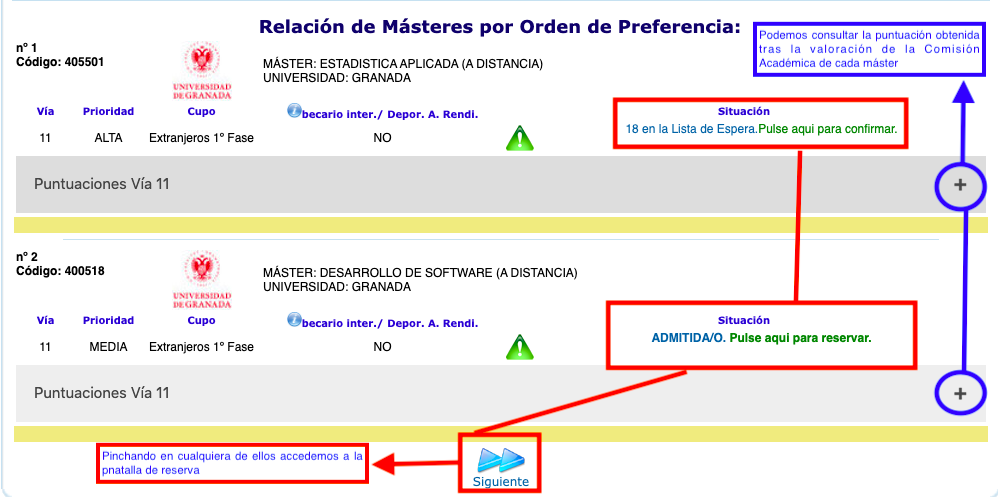 Relación de Másteres por Orden de Preferencia:
Podemos consultar la puntuación obtenida
tras la valoración de la Comisión
Académica de cada máster
nº 1
Código: 405501
UNIVERSIDAD
DE GRANADA
MÁSTER: ESTADISTICA APLICADA (A DISTANCIA)
UNIVERSIDAD: GRANADA
Vía Prioridad Cupo becario inter./ Depor. A. Rendi. Situación
11 ALTA Extranjeros 1º Fase NO 18 en la Lista de Espera.Pulse aqui para confirmar.
Puntuaciones Vía 11 +
nº 2
Código: 400518
UNIVERSIDAD
DE GRANADA
MÁSTER: DESARROLLO DE SOFTWARE (A DISTANCIA)
UNIVERSIDAD: GRANADA
Vía Prioridad Cupo becario inter./ Depor. A. Rendi. Situación
11 MEDIA Extranjeros 1º Fase NO ADMITIDA/O. Pulse aqui para reservar.
Puntuaciones Vía 11 +
Pinchando en cualquiera de ellos accedemos a la
pnatalla de reserva
Siguiente